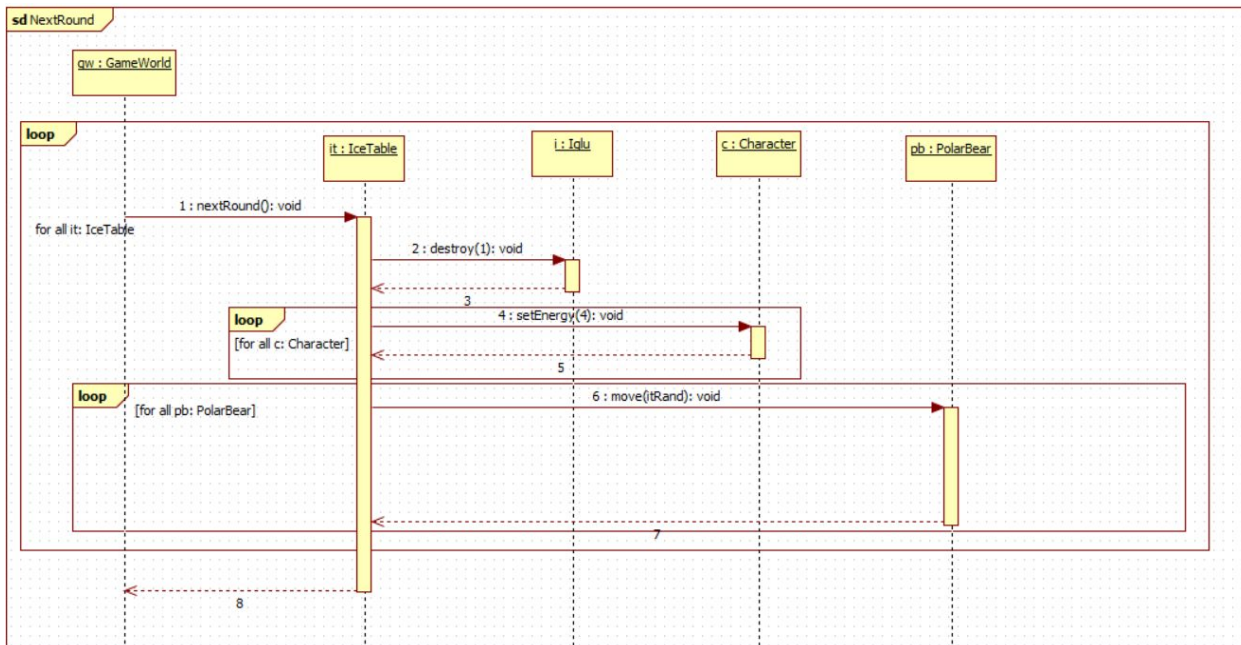 sd NextRound
gw : GameWorld
loop
it : IceTable
i : Iglu
c : Character
pb : PolarBear
1 : nextRound(): void
for all it: IceTable
2 : destroy(1): void
3
loop
4 : setEnergy(4): void
[for all c: Character]
5
loop
6 : move(itRand): void
[for all pb: PolarBear]
7
8